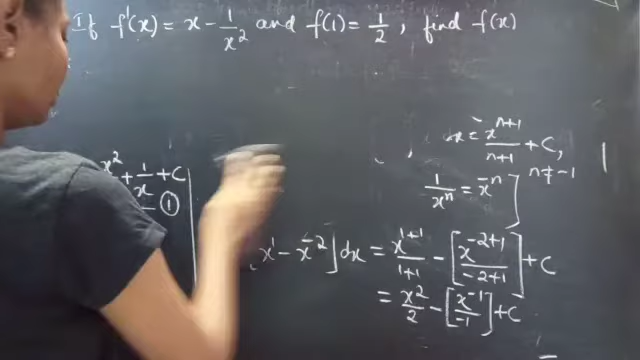 If f'(x) = x - 1/x² and f(1) = 1/2, find f(x)
x² + 1/x + C
— ①
dx = x^(n+1)/(n+1) + C,
n ≠ -1
1/xⁿ = x⁻ⁿ
x¹ - x⁻²] dx = x^(1+1)/(1+1) - [x^(-2+1)/(-2+1)] + C
= x²/2 - [x⁻¹/-1] + C